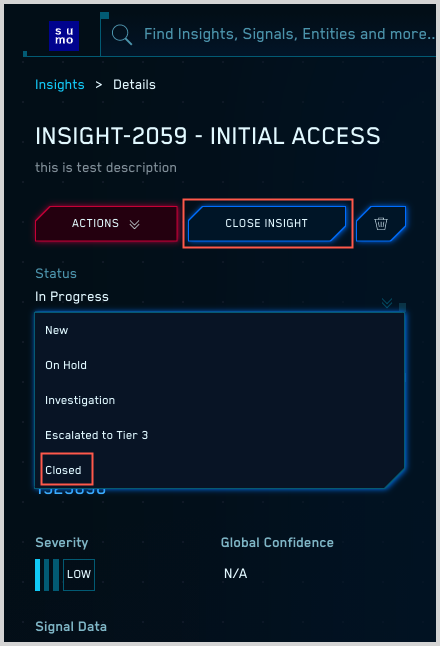 su
mo
Find Insights, Signals, Entities and more...
Insights > Details
INSIGHT-2059 - INITIAL ACCESS
this is test description
ACTIONS
CLOSE INSIGHT
Status
In Progress
New
On Hold
Investigation
Escalated to Tier 3
Closed
Severity
Global Confidence
LOW
N/A
Signal Data